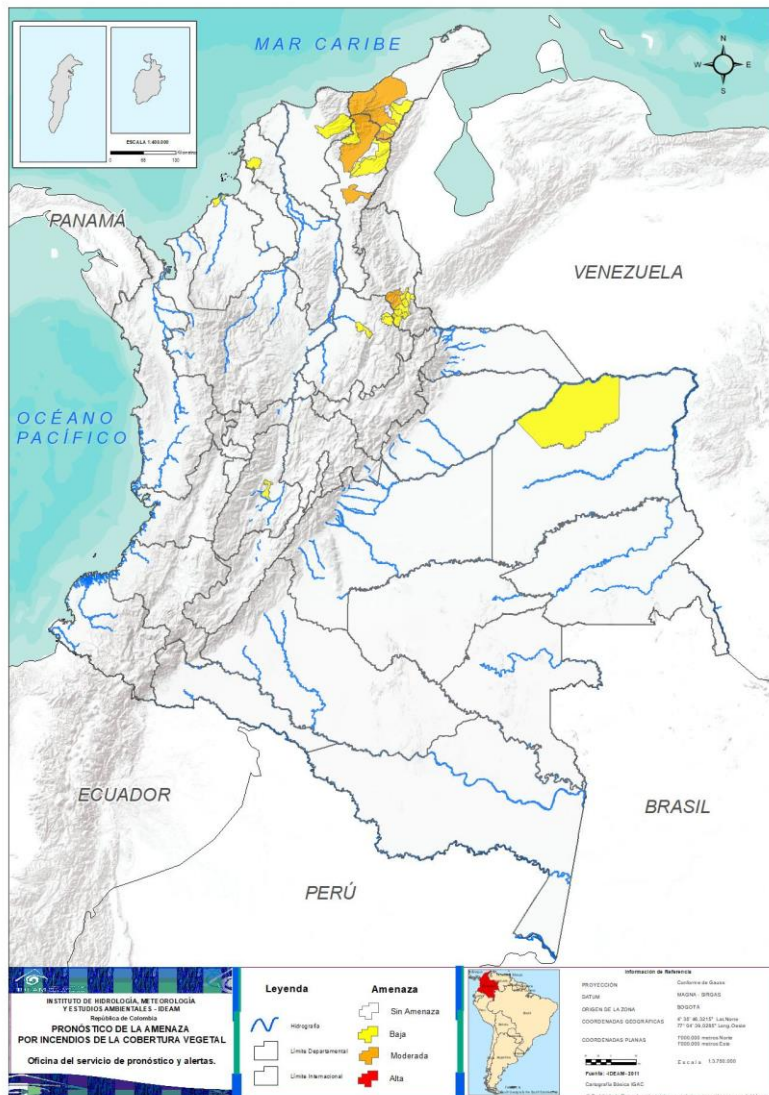 MAR CARIBE
N
W
E
S
ESCALA 1:400.000
PANAMÁ
VENEZUELA
OCÉANO
PACÍFICO
ECUADOR
BRASIL
PERÚ
INSTITUTO DE HIDROLOGÍA, METEOROLOGÍA
Y ESTUDIOS AMBIENTALES - IDEAM
República de Colombia
PRONÓSTICO DE LA AMENAZA
POR INCENDIOS DE LA COBERTURA VEGETAL
Oficina del servicio de pronóstico y alertas.
Leyenda
Hidrografía
Límite Departamental
Límite Internacional
Amenaza
Sin Amenaza
Baja
Moderada
Alta
Información de Referencia
PROYECCIÓN Conforme de Gauss
DATUM MAGNA - SIRGAS
ORIGEN DE LA ZONA BOGOTÁ
COORDENADAS GEOGRÁFICAS
COORDENADAS PLANAS
Escala 1:3.750.000
Fuente: -IDEAM- 2011
Cartografía Básica IGAC